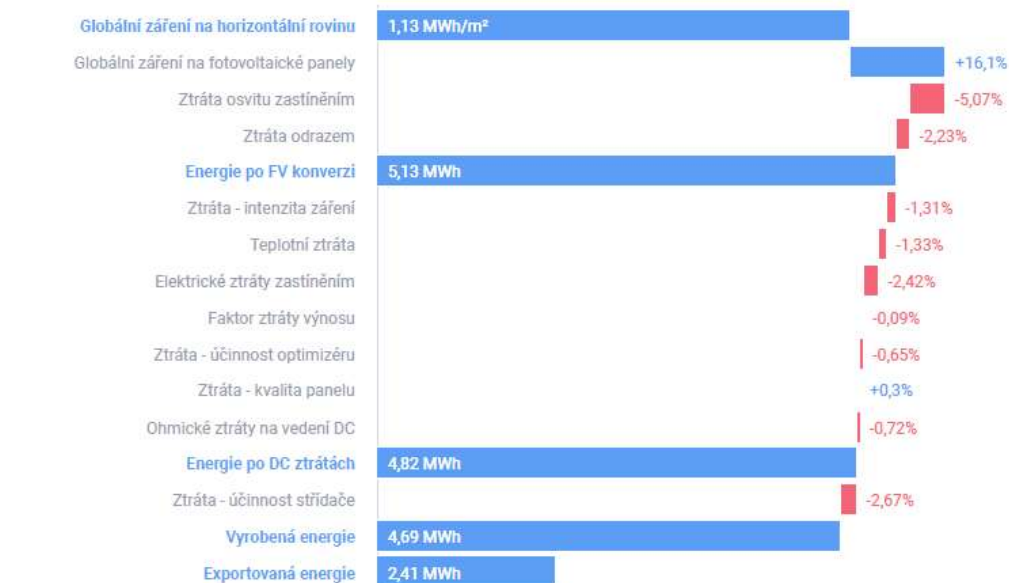 Globální záření na horizontální rovinu 1,13 MWh/m²
Globální záření na fotovoltaické panely +16,1%
Ztráta osvitu zastíněním -5,07%
Ztráta odrazem -2,23%
Energie po FV konverzi 5,13 MWh
Ztráta - intenzita záření -1,31%
Teplotní ztráta -1,33%
Elektrické ztráty zastíněním -2,42%
Faktor ztráty výnosu -0,09%
Ztráta - účinnost optimizéru -0,65%
Ztráta - kvalita panelu +0,3%
Ohmické ztráty na vedení DC -0,72%
Energie po DC ztrátách 4,82 MWh
Ztráta - účinnost střídače -2,67%
Vyrobená energie 4,69 MWh
Exportovaná energie 2,41 MWh